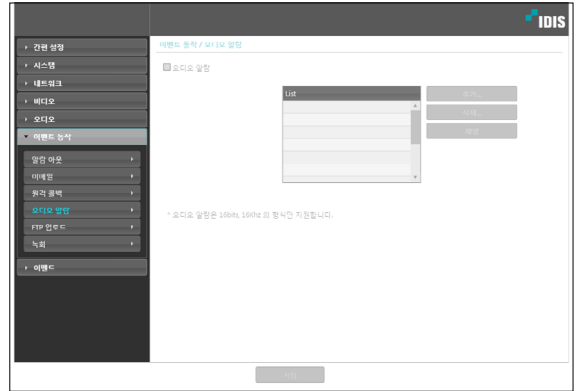 IDIS
간편 설정
시스템
네트워크
비디오
오디오
이벤트 동작
알람 아웃
이메일
원격 콜백
오디오 알람
FTP 업로드
녹화
이벤트
이벤트 동작 / 오디오 알람
오디오 알람
List
추가...
삭제...
재생
* 오디오 알람은 16bits, 16Khz 의 형식만 지원합니다.